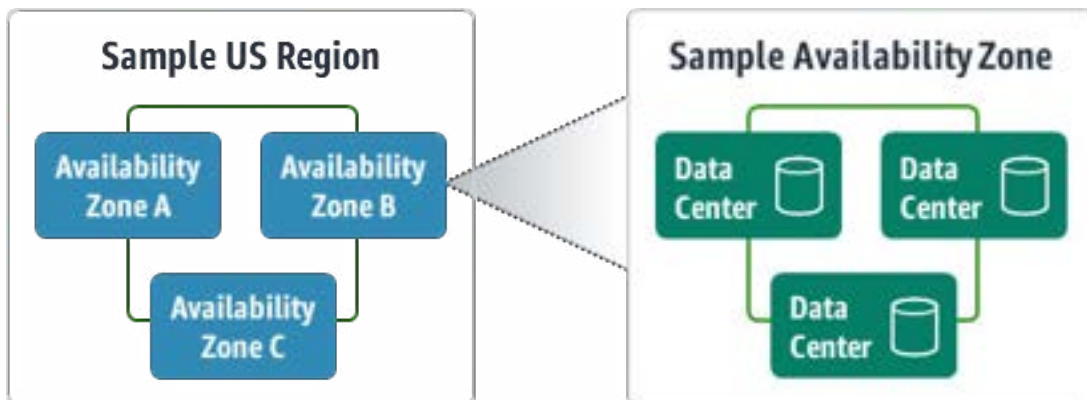 Sample US Region
Availability
Zone A
Availability
Zone B
Availability
Zone C
Sample Availability Zone
Data
Center
Data
Center
Data
Center